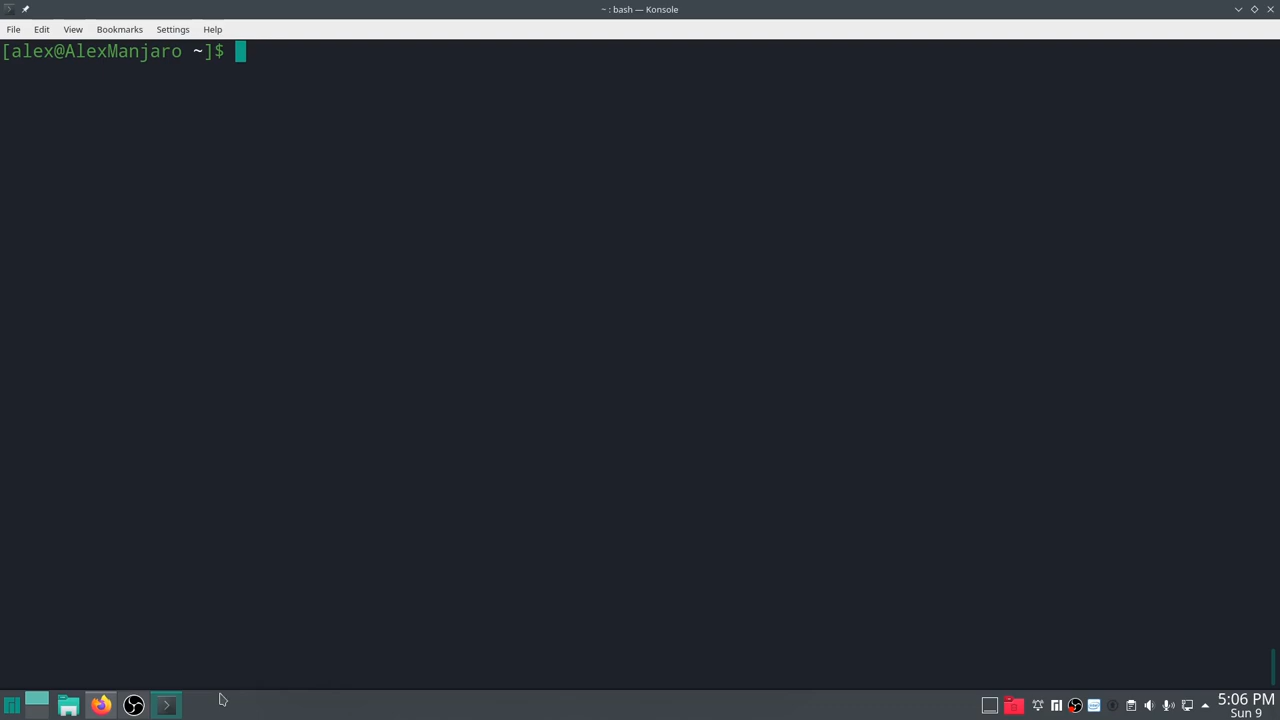 ~ : bash — Konsole
File Edit View Bookmarks Settings Help
[alex@AlexManjaro ~]$
5:06 PM
Sun 9